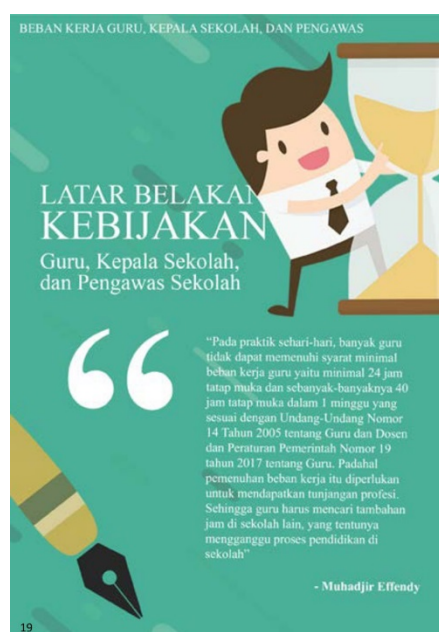 BEBAN KERJA GURU, KEPALA SEKOLAH, DAN PENGAWAS
LATAR BELAKAN
KEBIJAKAN
Guru, Kepala Sekolah,
dan Pengawas Sekolah
“Pada praktik sehari-hari, banyak guru
tidak dapat memenuhi syarat minimal
beban kerja guru yaitu minimal 24 jam
tatap muka dan sebanyak-banyaknya 40
jam tatap muka dalam 1 minggu yang
sesuai dengan Undang-Undang Nomor
14 Tahun 2005 tentang Guru dan Dosen
dan Peraturan Pemerintah Nomor 19
tahun 2017 tentang Guru. Padahal
pemenuhan beban kerja itu diperlukan
untuk mendapatkan tunjangan profesi.
Sehingga guru harus mencari tambahan
jam di sekolah lain, yang tentunya
mengganggu proses pendidikan di
sekolah”
- Muhadjir Effendy
19